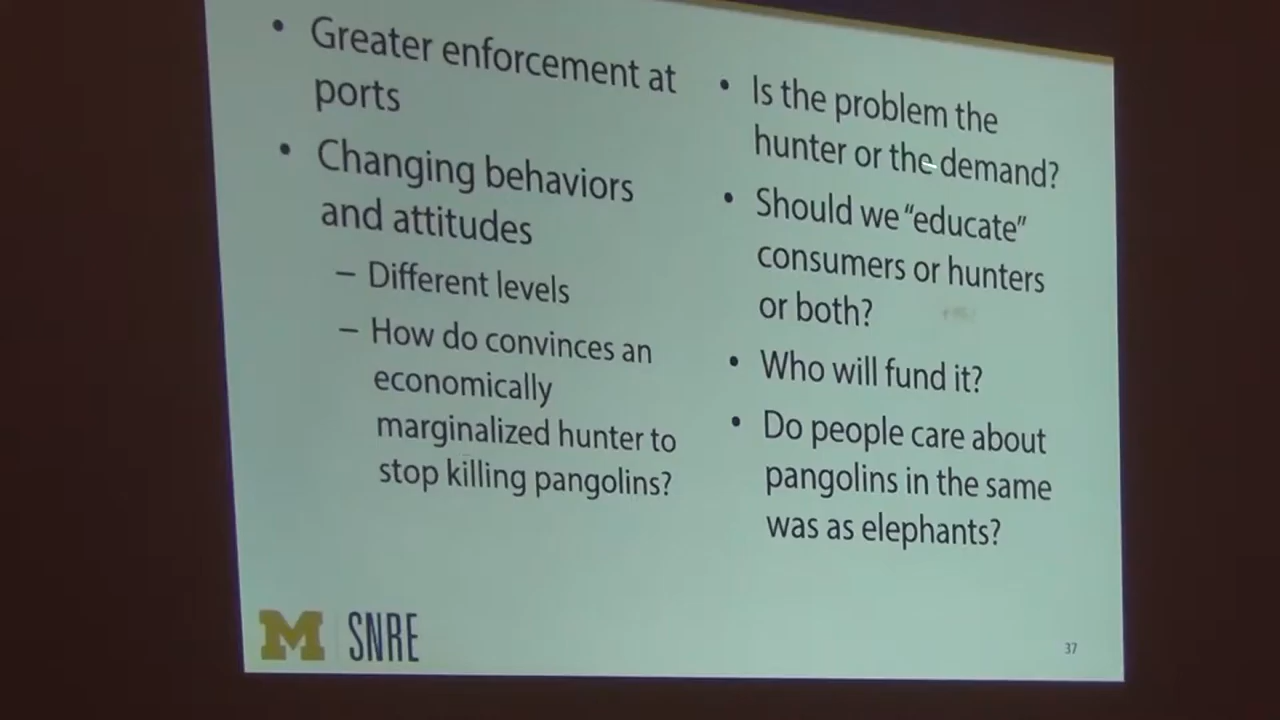 • Greater enforcement at
ports
• Changing behaviors
and attitudes
– Different levels
– How do convinces an
economically
marginalized hunter to
stop killing pangolins?
• Is the problem the
hunter or the demand?
• Should we “educate”
consumers or hunters
or both?
• Who will fund it?
• Do people care about
pangolins in the same
was as elephants?
M SNRE
37